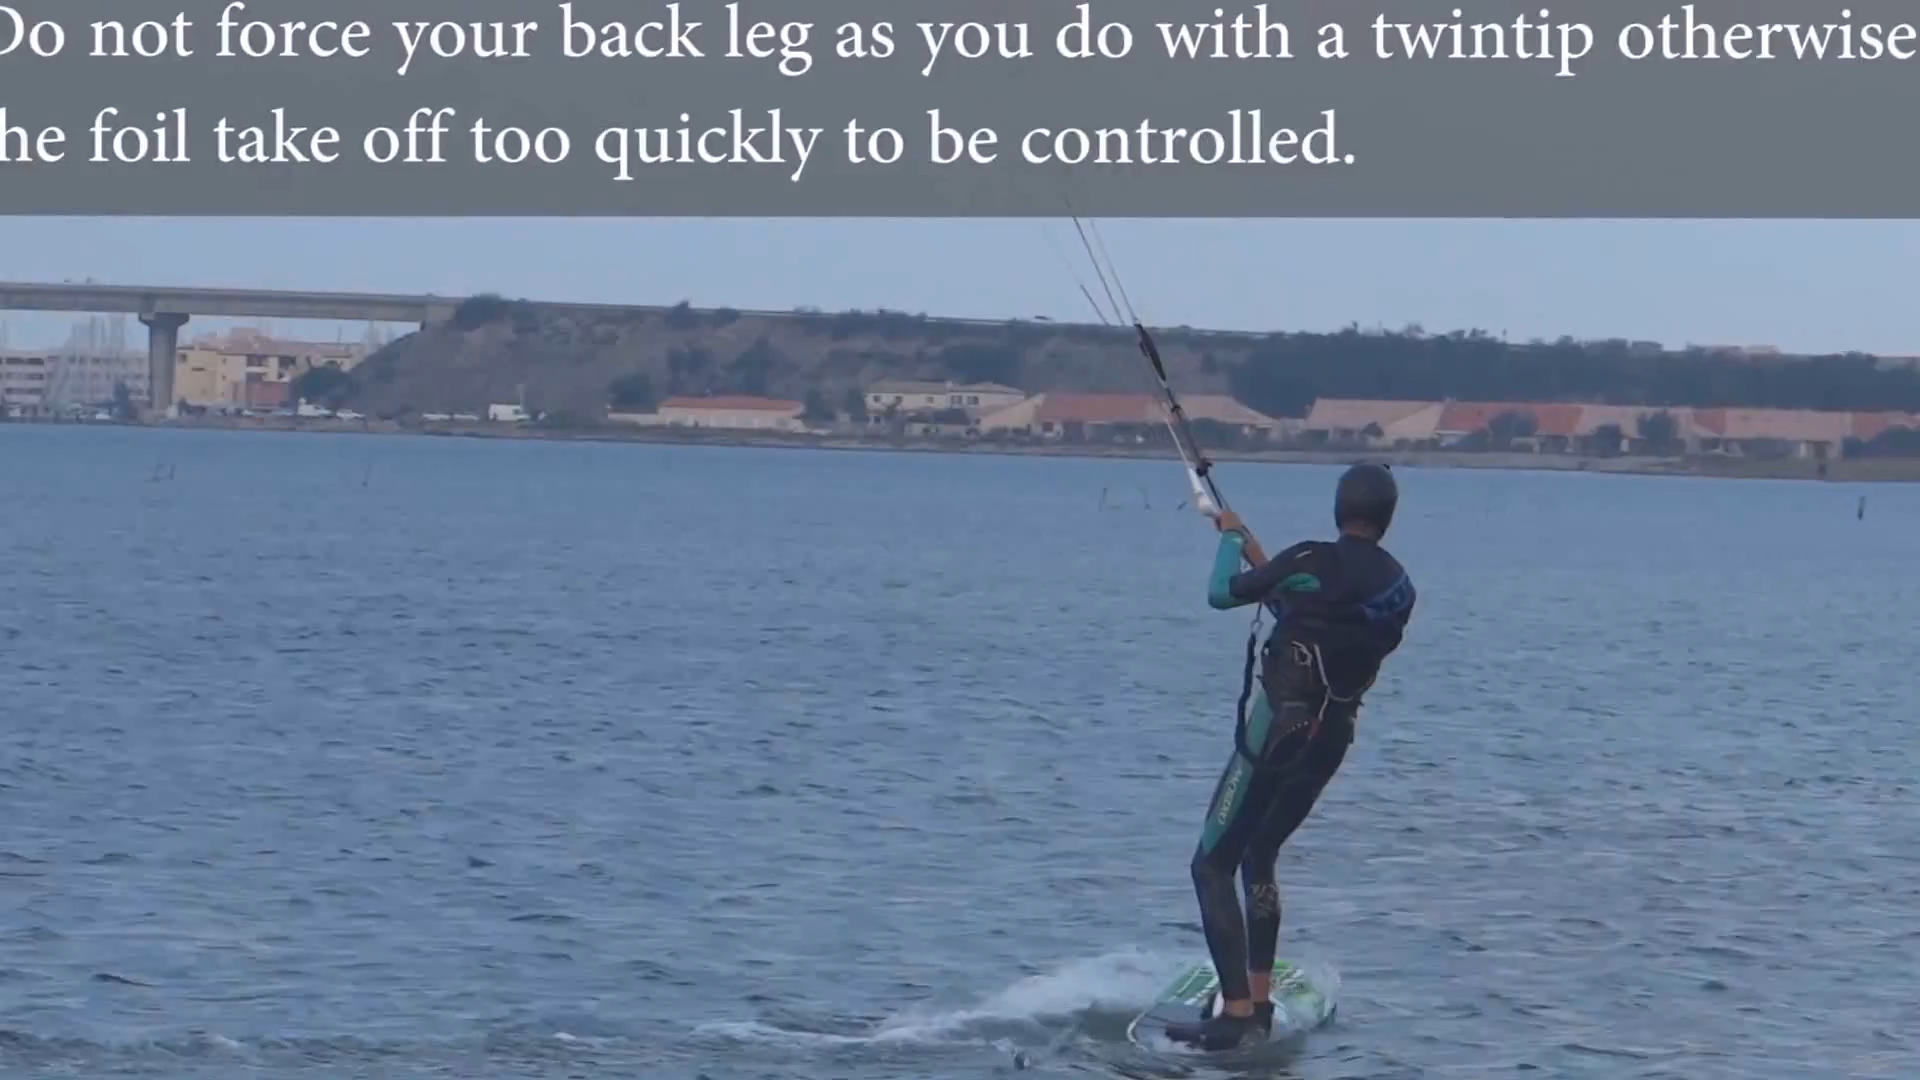 Do not force your back leg as you do with a twintip otherwise
he foil take off too quickly to be controlled.